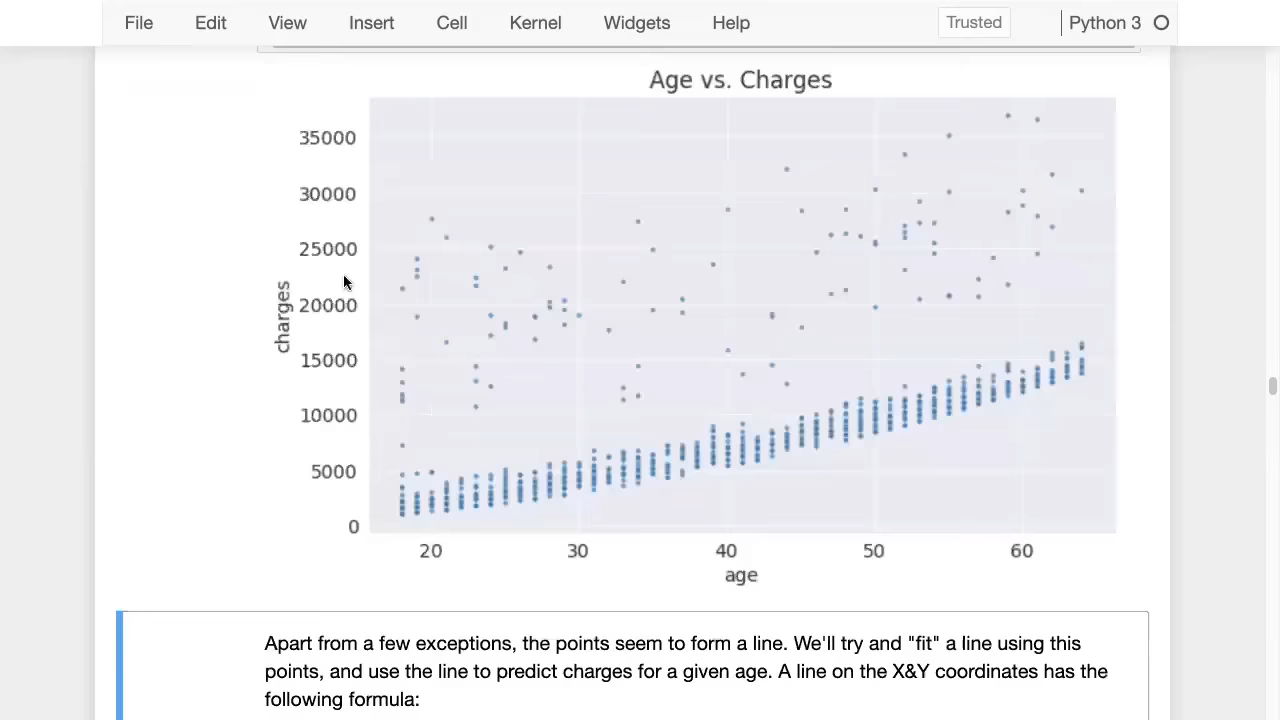 File Edit View Insert Cell Kernel Widgets Help Trusted Python 3
Age vs. Charges
35000
30000
25000
20000
15000
10000
5000
0
charges
20 30 40 50 60
age
Apart from a few exceptions, the points seem to form a line. We'll try and "fit" a line using this
points, and use the line to predict charges for a given age. A line on the X&Y coordinates has the
following formula: